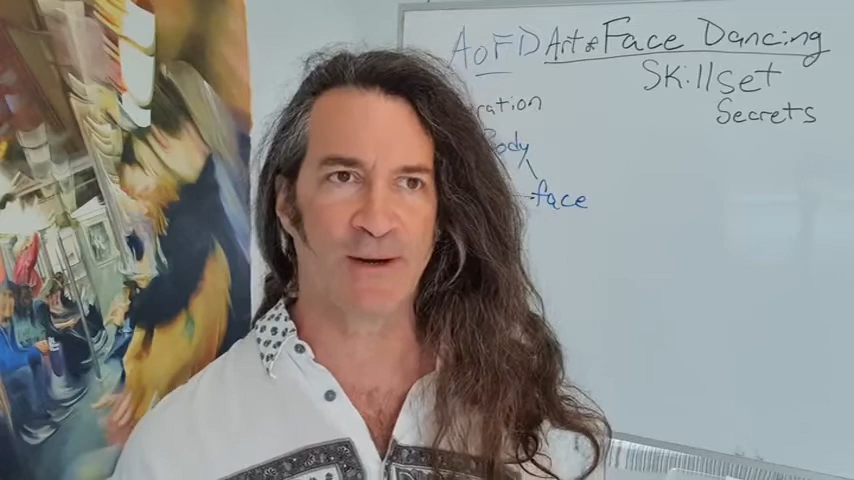 AoFD Art of Face Dancing
Skillset
Secrets
ration
Body
face